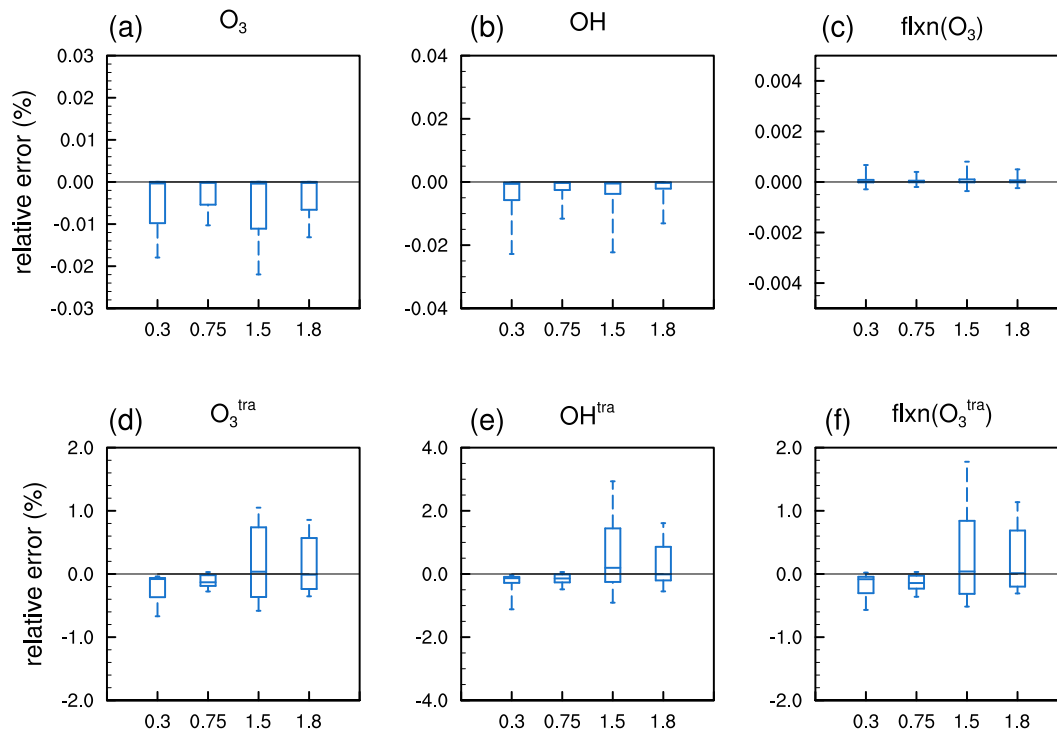 (a) O₃
relative error (%)
0.03
0.02
0.01
0.00
-0.01
-0.02
-0.03
0.3 0.75 1.5 1.8
(b) OH
0.04
0.02
0.00
-0.02
-0.04
0.3 0.75 1.5 1.8
(c) flxn(O₃)
0.004
0.002
0.000
-0.002
-0.004
0.3 0.75 1.5 1.8
(d) O₃ᵗʳᵃ
relative error (%)
2.0
1.0
0.0
-1.0
-2.0
0.3 0.75 1.5 1.8
(e) OHᵗʳᵃ
4.0
2.0
0.0
-2.0
-4.0
0.3 0.75 1.5 1.8
(f) flxn(O₃ᵗʳᵃ)
2.0
1.0
0.0
-1.0
-2.0
0.3 0.75 1.5 1.8